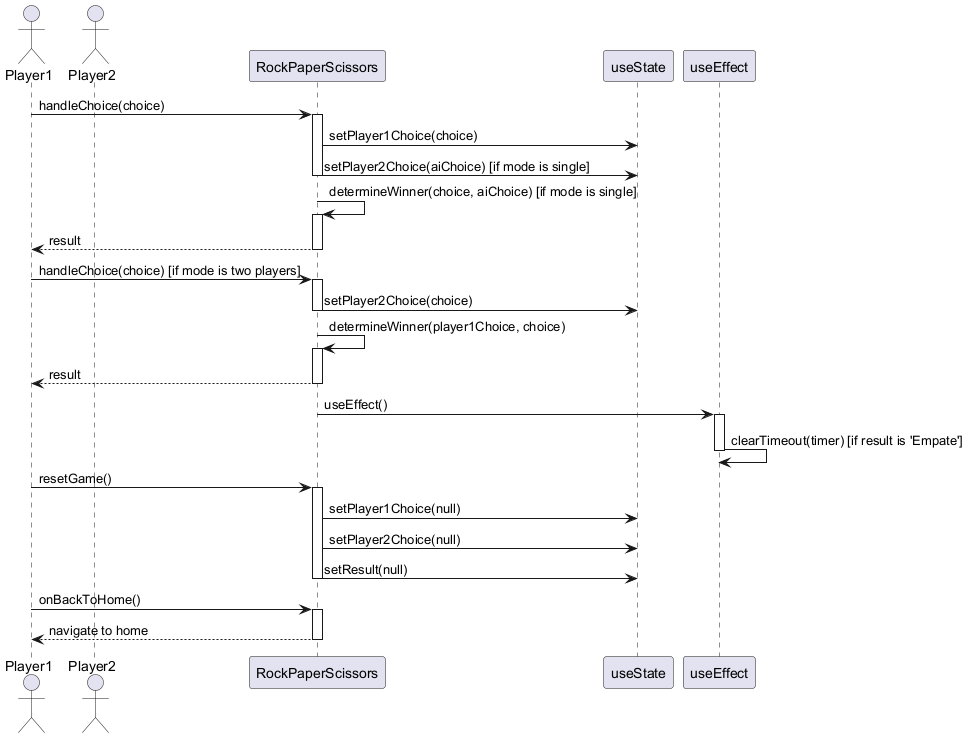 Player1 Player2 RockPaperScissors useState useEffect
handleChoice(choice)
setPlayer1Choice(choice)
setPlayer2Choice(aiChoice) [if mode is single]
determineWinner(choice, aiChoice) [if mode is single]
result
handleChoice(choice) [if mode is two players]
setPlayer2Choice(choice)
determineWinner(player1Choice, choice)
result
useEffect()
clearTimeout(timer) [if result is 'Empate']
resetGame()
setPlayer1Choice(null)
setPlayer2Choice(null)
setResult(null)
onBackToHome()
navigate to home
Player1 Player2 RockPaperScissors useState useEffect